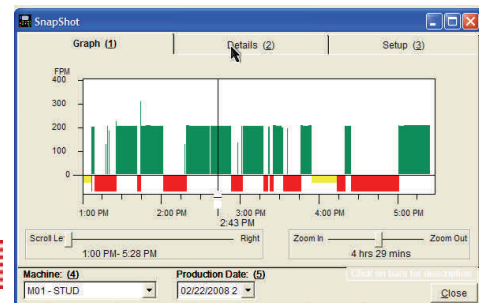 SnapShot
Graph (1) Details (2) Setup (3)
FPM
400
300
200
100
0
1:00 PM 2:00 PM 3:00 PM 4:00 PM 5:00 PM
2:43 PM
Scroll Le Right Zoom In Zoom Out
1:00 PM- 5:28 PM 4 hrs 29 mins
Machine: (4) Production Date: (5) Click on bars for description
M01 - STUD 02/22/2008 2 Close